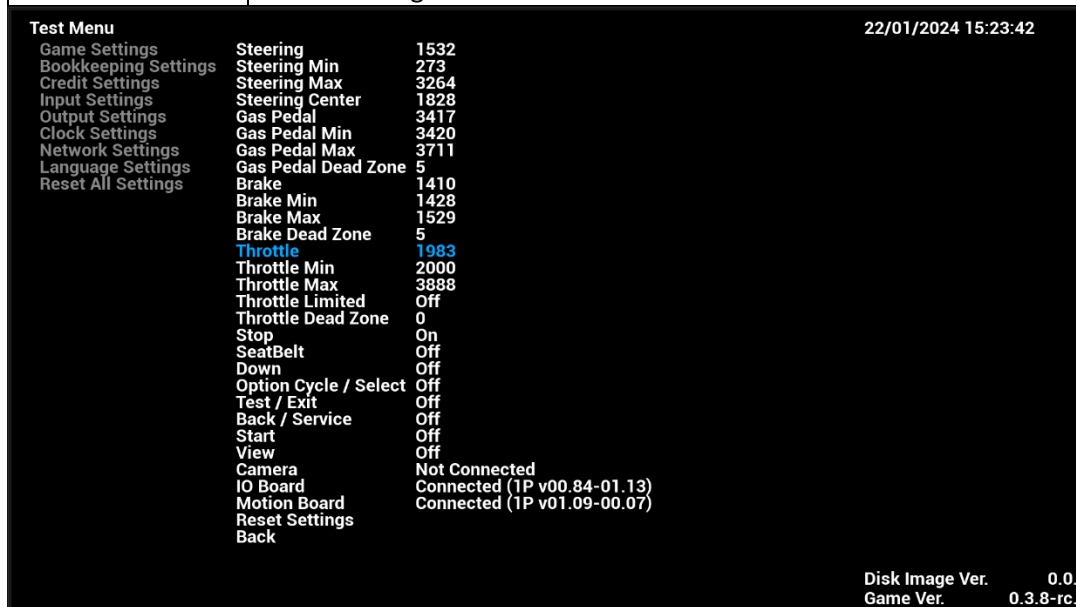 Test Menu 22/01/2024 15:23:42
Game Settings Steering 1532
Bookkeeping Settings Steering Min 273
Credit Settings Steering Max 3264
Input Settings Steering Center 1828
Output Settings Gas Pedal 3417
Clock Settings Gas Pedal Min 3420
Network Settings Gas Pedal Max 3711
Language Settings Gas Pedal Dead Zone 5
Reset All Settings Brake 1410
Brake Min 1428
Brake Max 1529
Brake Dead Zone 5
Throttle 1983
Throttle Min 2000
Throttle Max 3888
Throttle Limited Off
Throttle Dead Zone 0
Stop On
SeatBelt Off
Down Off
Option Cycle / Select Off
Test / Exit Off
Back / Service Off
Start Off
View Off
Camera Not Connected
IO Board Connected (1P v00.84-01.13)
Motion Board Connected (1P v01.09-00.07)
Reset Settings
Back
Disk Image Ver. 0.0.
Game Ver. 0.3.8-rc.